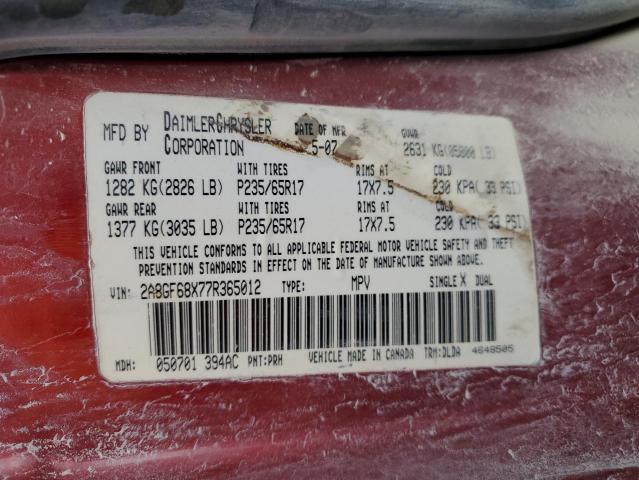 MFD BY DAIMLERCHRYSLER CORPORATION DATE OF MFR 5-07 GVWR 2631 KG(05800 LB)
GAWR FRONT WITH TIRES RIMS AT COLD
1282 KG(2826 LB) P235/65R17 17X7.5 230 KPA( 33 PSI)
GAWR REAR WITH TIRES RIMS AT COLD
1377 KG(3035 LB) P235/65R17 17X7.5 230 KPA( 33 PSI)
THIS VEHICLE CONFORMS TO ALL APPLICABLE FEDERAL MOTOR VEHICLE SAFETY AND THEFT
PREVENTION STANDARDS IN EFFECT ON THE DATE OF MANUFACTURE SHOWN ABOVE.
VIN: 2A8GF68X77R365012 TYPE: MPV SINGLE X DUAL
MDH: 050701 394AC PNT:PRH VEHICLE MADE IN CANADA TRM:DLDA 4648505